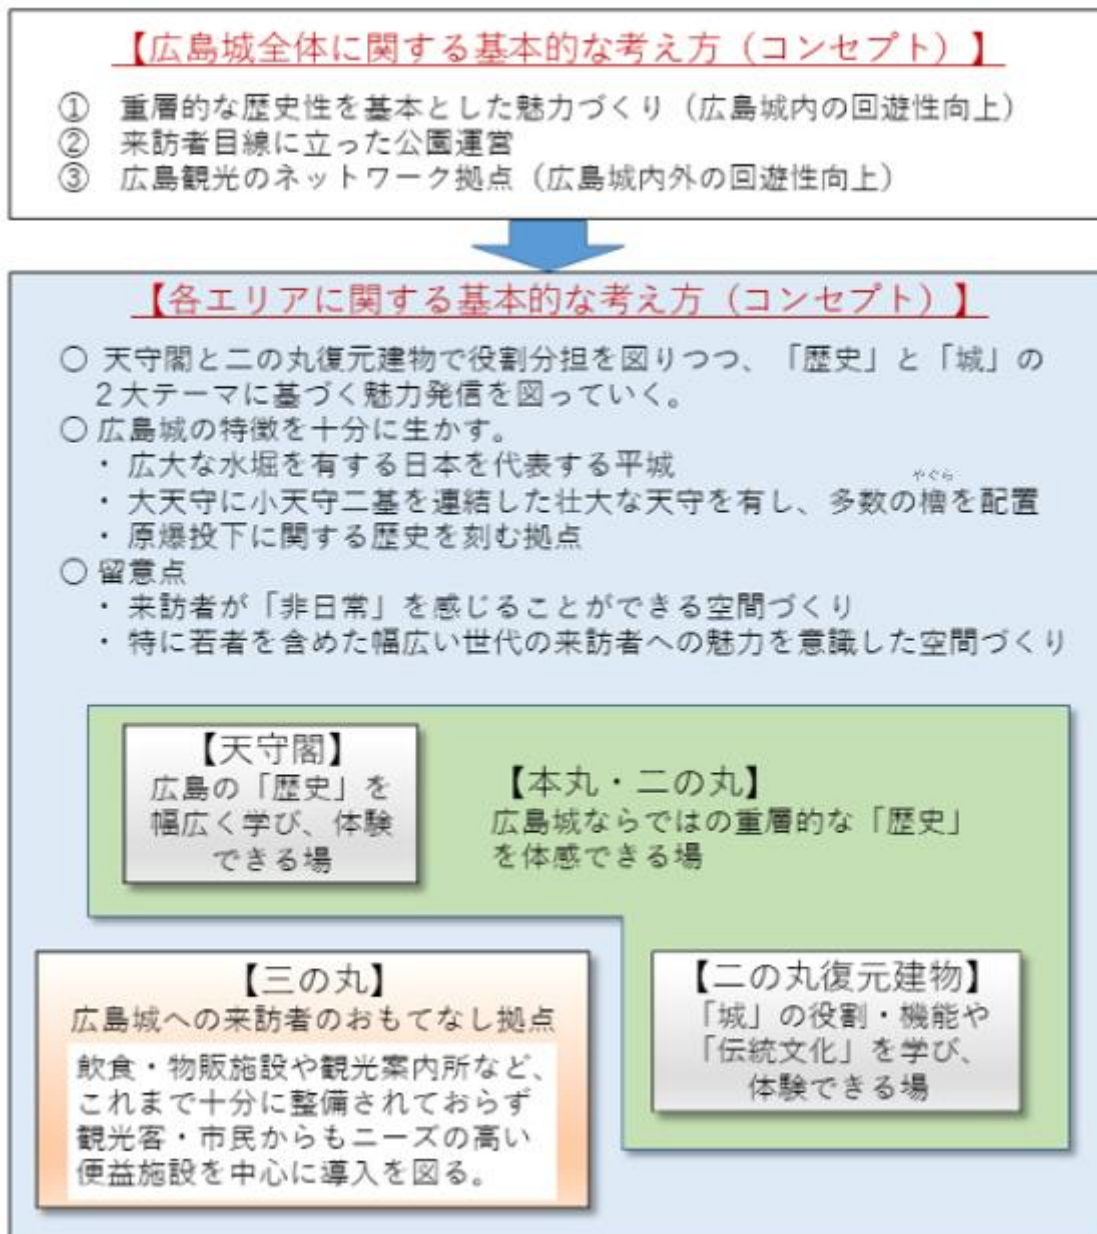 【広島城全体に関する基本的な考え方（コンセプト）】
① 重層的な歴史性を基本とした魅力づくり（広島城内の回遊性向上）
② 来訪者目線に立った公園運営
③ 広島観光のネットワーク拠点（広島城内外の回遊性向上）
【各エリアに関する基本的な考え方（コンセプト）】
○ 天守閣と二の丸復元建物で役割分担を図りつつ、「歴史」と「城」の
２大テーマに基づく魅力発信を図っていく。
○ 広島城の特徴を十分に生かす。
・ 広大な水堀を有する日本を代表する平城
やぐら
・ 大天守に小天守二基を連結した壮大な天守を有し、多数の櫓を配置
・ 原爆投下に関する歴史を刻む拠点
○ 留意点
・ 来訪者が「非日常」を感じることができる空間づくり
・ 特に若者を含めた幅広い世代の来訪者への魅力を意識した空間づくり
【天守閣】
広島の「歴史」を
幅広く学び、体験
できる場
【本丸・二の丸】
広島城ならではの重層的な「歴史」
を体感できる場
【三の丸】
広島城への来訪者のおもてなし拠点
飲食・物販施設や観光案内所など、
これまで十分に整備されておらず
観光客・市民からもニーズの高い
便益施設を中心に導入を図る。
【二の丸復元建物】
「城」の役割・機能や
「伝統文化」を学び、
体験できる場